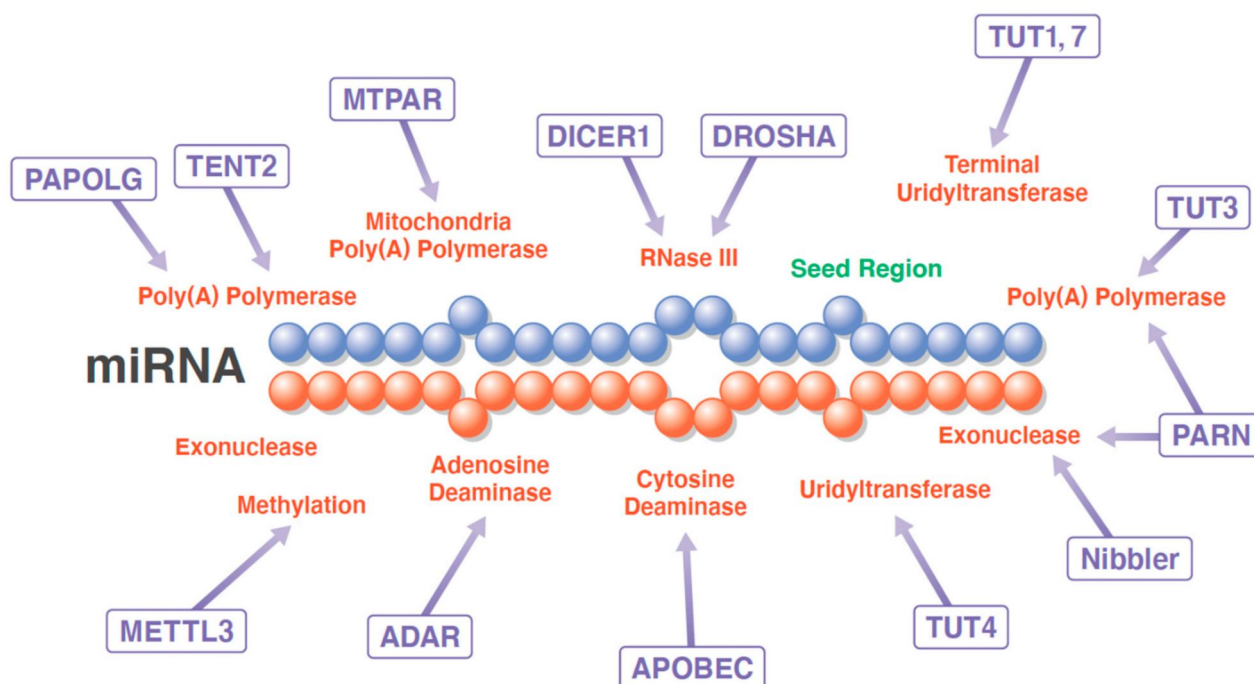 TUT1, 7
MTPAR
DICER1
DROSHA
PAPOLG
TENT2
Terminal
Uridyltransferase
TUT3
Mitochondria
Poly(A) Polymerase
RNase III
Seed Region
Poly(A) Polymerase
Poly(A) Polymerase
miRNA
Exonuclease
Exonuclease
PARN
Adenosine
Deaminase
Cytosine
Deaminase
Methylation
Uridyltransferase
Nibbler
METTL3
ADAR
APOBEC
TUT4